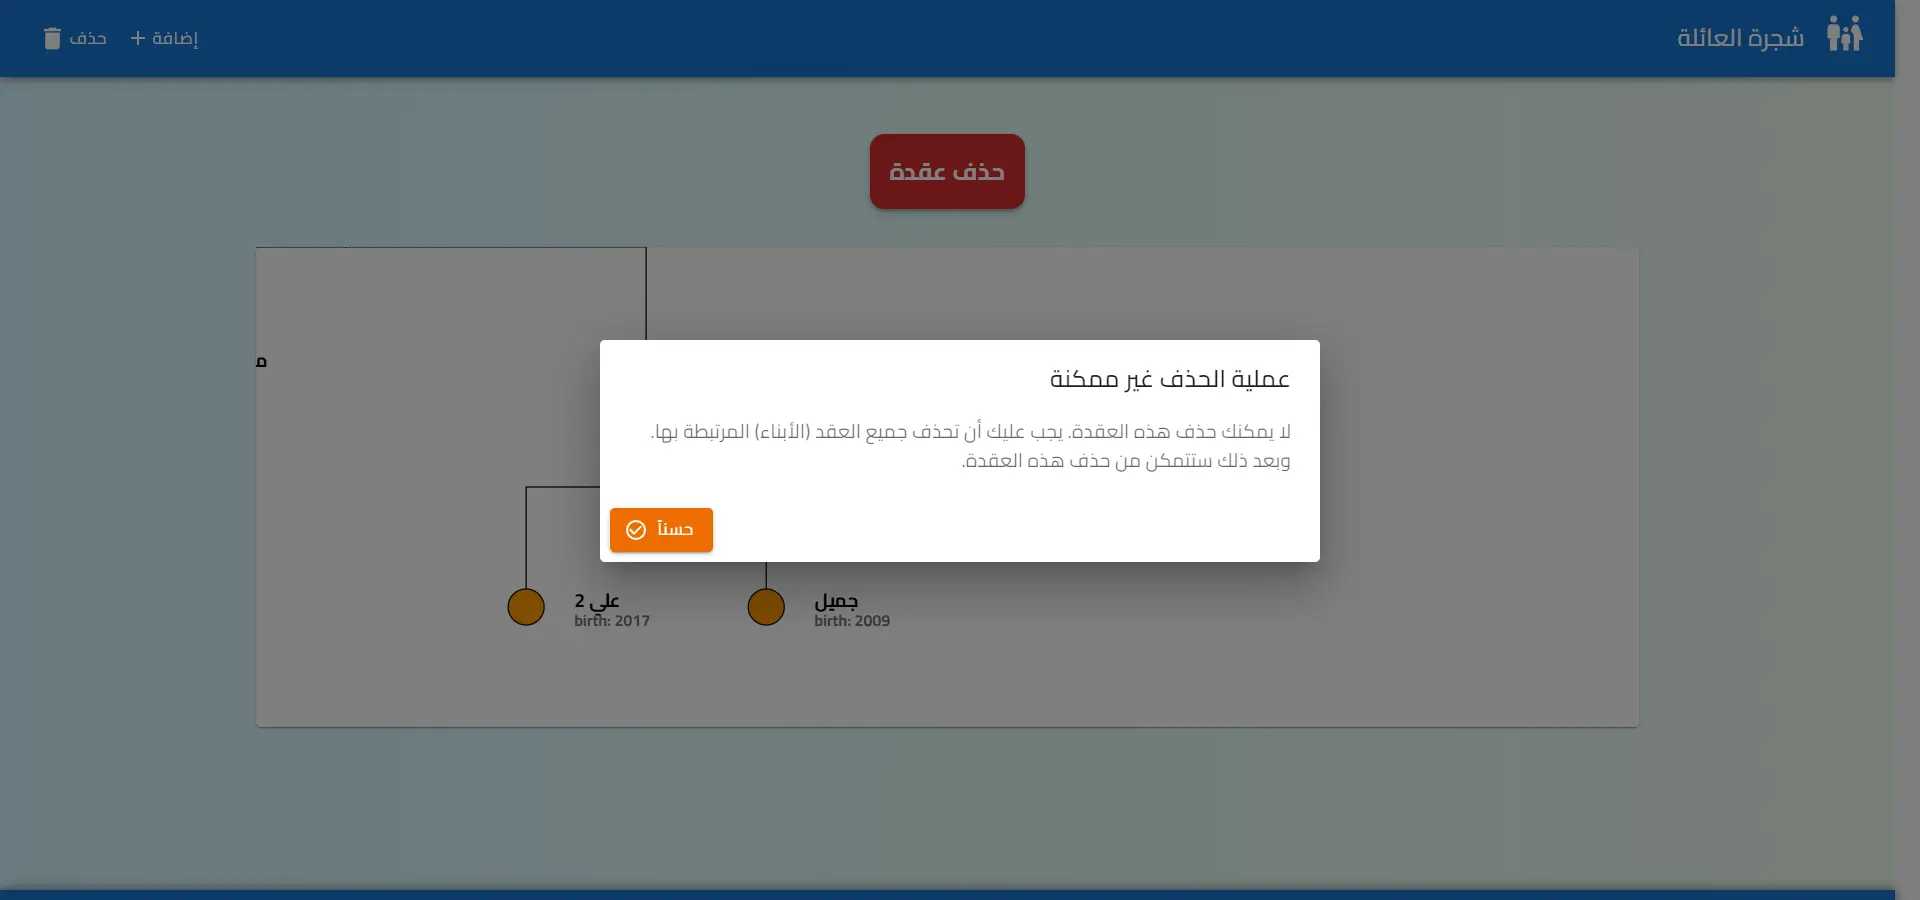 شجرة العائلة
إضافة
حذف
حذف عقدة
عملية الحذف غير ممكنة
لا يمكنك حذف هذه العقدة. يجب عليك أن تحذف جميع العقد (الأبناء) المرتبطة بها.
وبعد ذلك ستتمكن من حذف هذه العقدة.
حسناً
علي 2
birth: 2017
جميل
birth: 2009